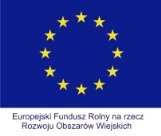 Europejski Fundusz Rolny na rzecz
Rozwoju Obszarów Wiejskich